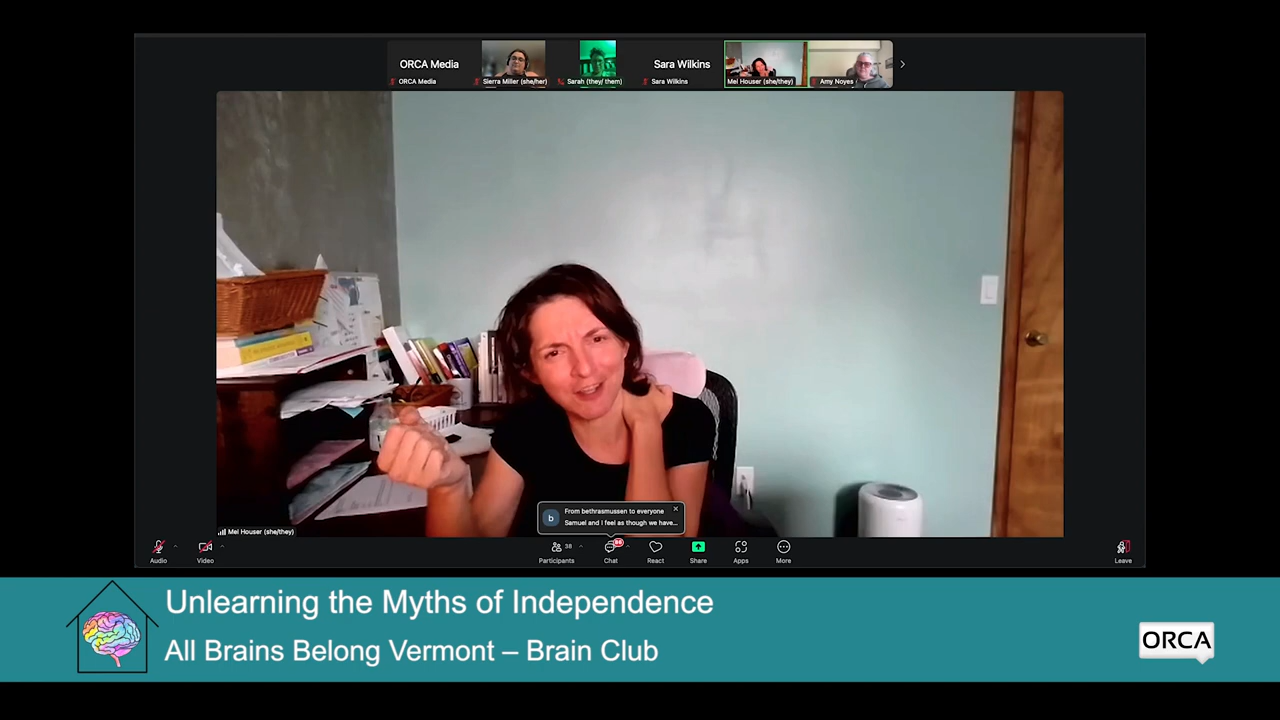 ORCA Media
ORCA Media
Sierra Miller (she/her)
Sarah (they/ them)
Sara Wilkins
Sara Wilkins
Mel Houser (she/they)
Amy Noyes
From bethrasmussen to everyone
Samuel and I feel as though we have...
b
Mel Houser (she/they)
Audio
Video
Participants
38
Chat
86
React
Share
Apps
More
Leave
Unlearning the Myths of Independence
All Brains Belong Vermont – Brain Club
ORCA